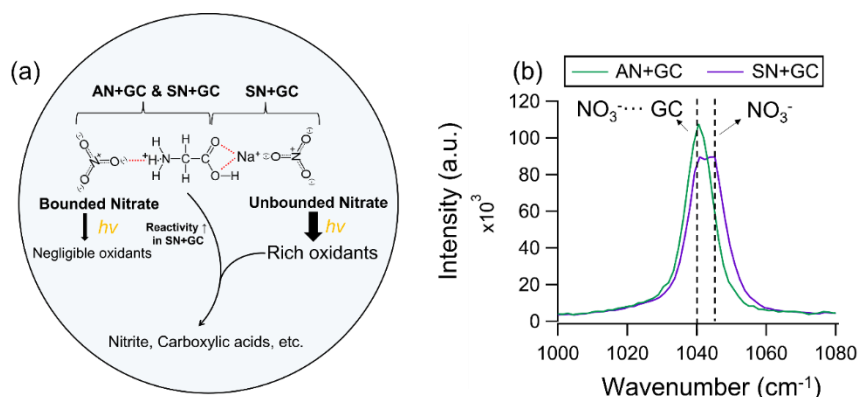 (a)
AN+GC & SN+GC
SN+GC
Bounded Nitrate
Unbounded Nitrate
hv
Reactivity ↑
in SN+GC
hv
Negligible oxidants
Rich oxidants
Nitrite, Carboxylic acids, etc.
O
N
O
O
H
H
H
N
H
H
O
O
H
Na⁺
O
N
O
O
(b)
AN+GC
SN+GC
NO₃⁻··· GC
NO₃⁻
Intensity (a.u.)
x10³
120
100
80
60
40
20
0
1000
1020
1040
1060
1080
Wavenumber (cm⁻¹)